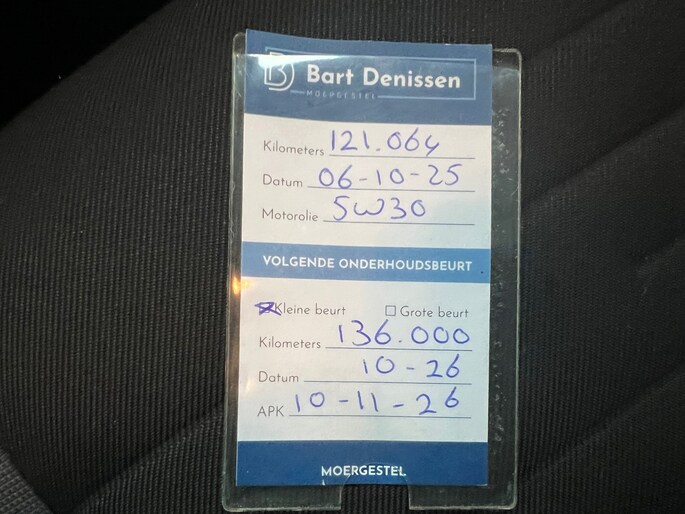 B Bart Denissen
MOERGESTEL
Kilometers 121.064
Datum 06-10-25
Motorolie 5W30
VOLGENDE ONDERHOUDSBEURT
Kleine beurt Grote beurt
Kilometers 136.000
Datum 10-26
APK 10-11-26
MOERGESTEL